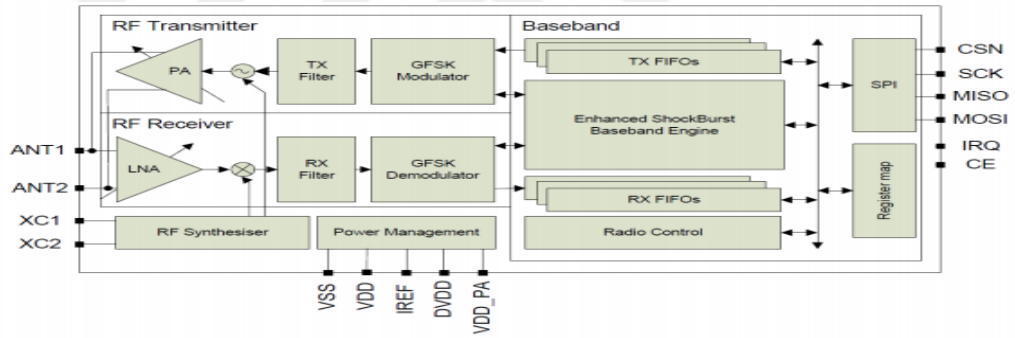 RF Transmitter
Baseband
PA
TX
Filter
GFSK
Modulator
TX FIFOs
SPI
CSN
SCK
MISO
MOSI
IRQ
CE
Enhanced ShockBurst
Baseband Engine
RF Receiver
ANT1
ANT2
LNA
RX
Filter
GFSK
Demodulator
RX FIFOs
Register map
XC1
XC2
RF Synthesiser
Power Management
Radio Control
VSS
VDD
IREF
DVDD
VDD_PA